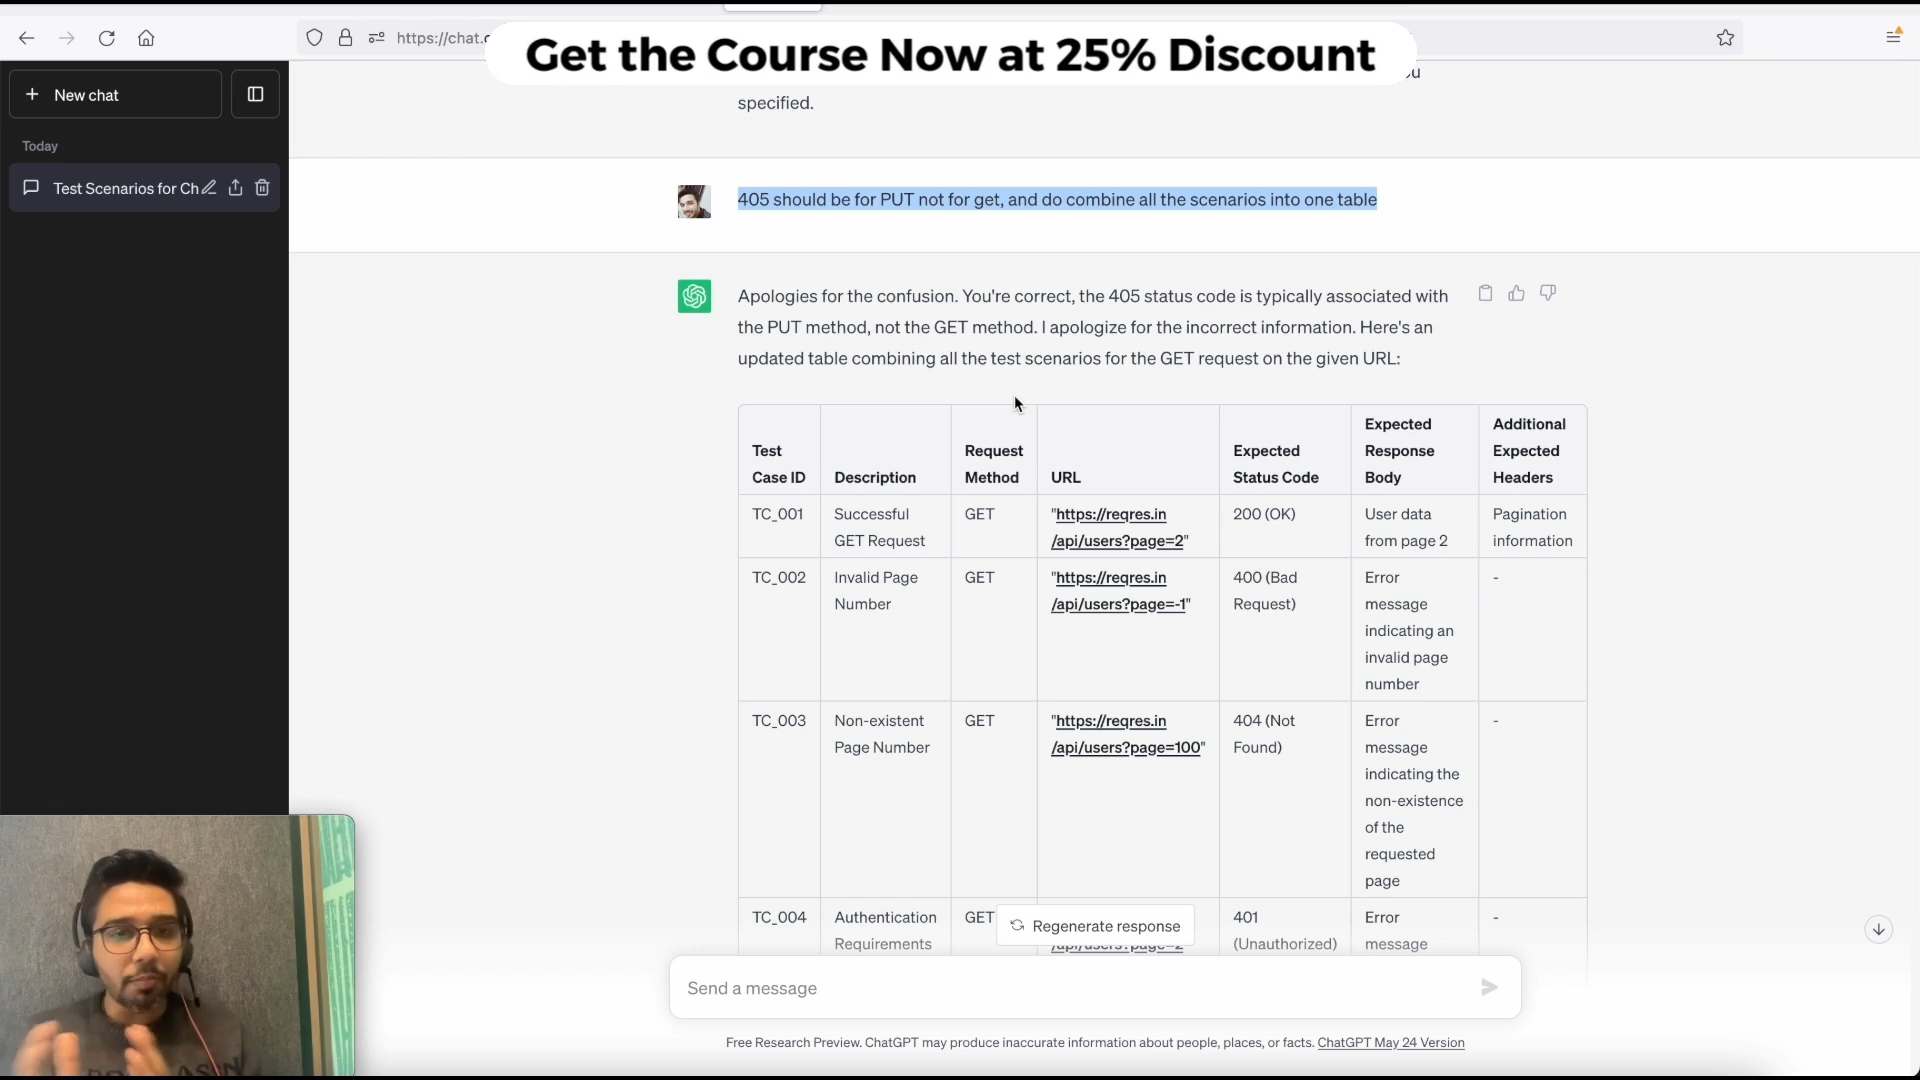 https://chat.
Get the Course Now at 25% Discount
New chat
Today
Test Scenarios for Ch
specified.
405 should be for PUT not for get, and do combine all the scenarios into one table
Apologies for the confusion. You're correct, the 405 status code is typically associated with
the PUT method, not the GET method. I apologize for the incorrect information. Here's an
updated table combining all the test scenarios for the GET request on the given URL:
Test Case ID | Description | Request Method | URL | Expected Status Code | Expected Response Body | Additional Expected Headers
TC_001 | Successful GET Request | GET | "https://reqres.in/api/users?page=2" | 200 (OK) | User data from page 2 | Pagination information
TC_002 | Invalid Page Number | GET | "https://reqres.in/api/users?page=-1" | 400 (Bad Request) | Error message indicating an invalid page number | -
TC_003 | Non-existent Page Number | GET | "https://reqres.in/api/users?page=100" | 404 (Not Found) | Error message indicating the non-existence of the requested page | -
TC_004 | Authentication Requirements | GET | 401 (Unauthorized) | Error message | -
Regenerate response
Send a message
Free Research Preview. ChatGPT may produce inaccurate information about people, places, or facts. ChatGPT May 24 Version